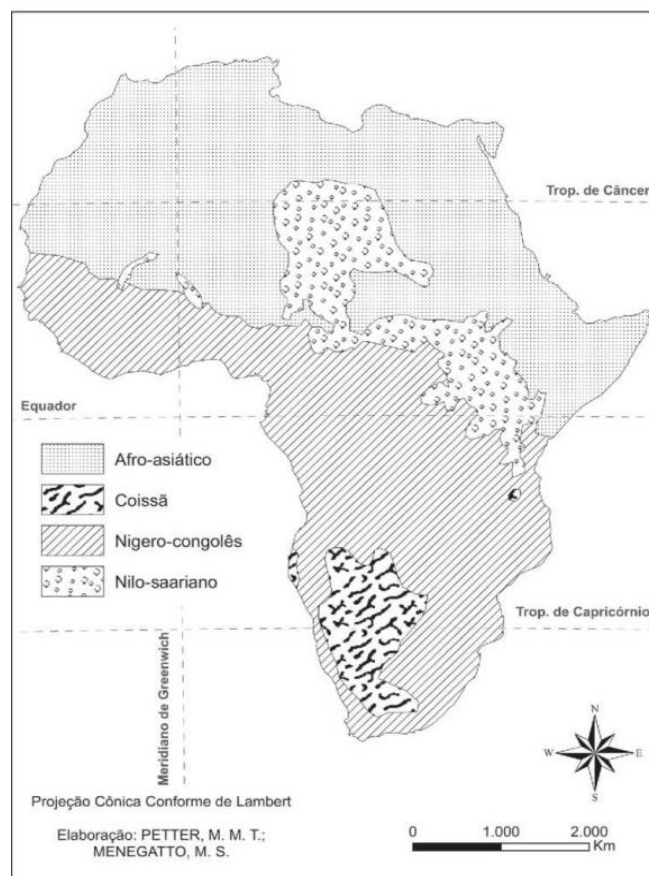 Trop. de Câncer
Equador
Afro-asiático
Coissã
Nigero-congolês
Nilo-saariano
Trop. de Capricórnio
Meridiano de Greenwich
N
W
E
S
Projeção Cônica Conforme de Lambert
Elaboração: PETTER, M. M. T.;
MENEGATTO, M. S.
0 1.000 2.000
Km